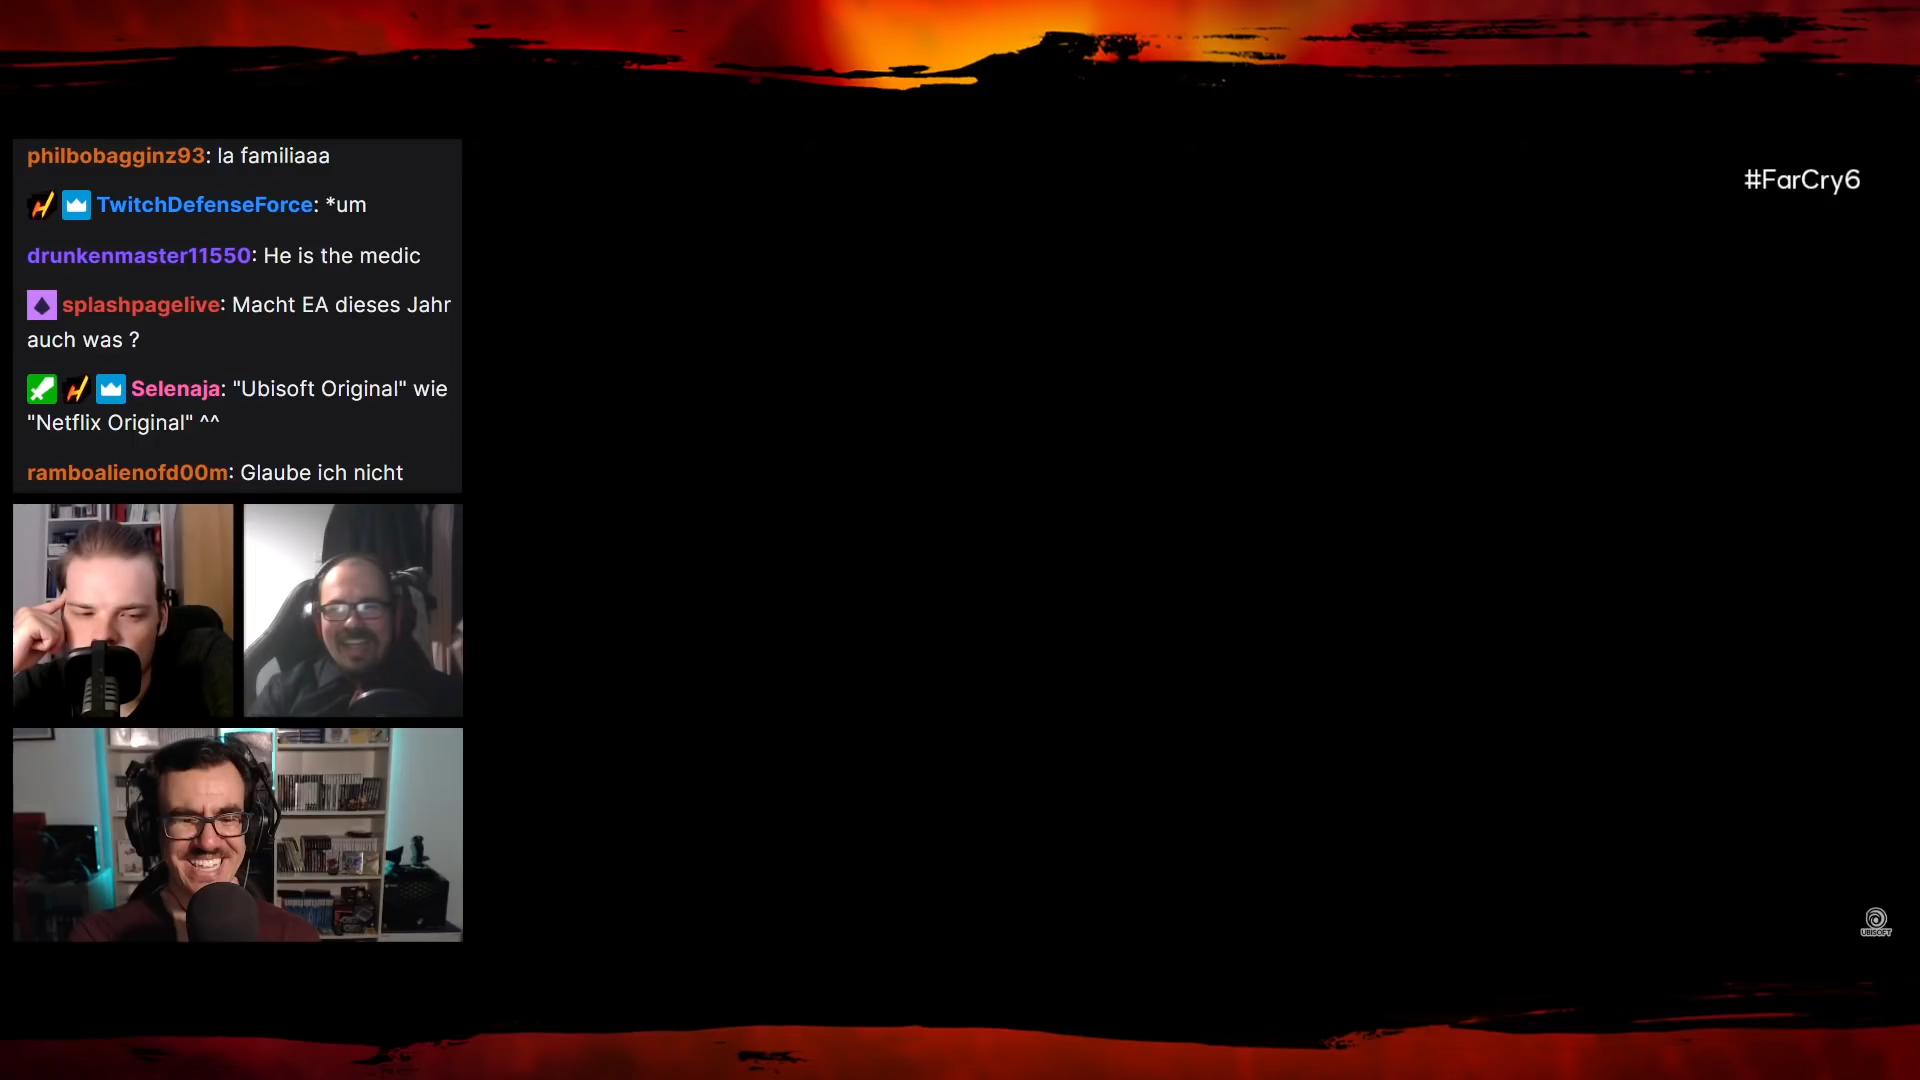 philbobagginz93: la familiaaa
TwitchDefenseForce: *um
drunkenmaster11550: He is the medic
splashpagelive: Macht EA dieses Jahr
auch was ?
Selenaja: "Ubisoft Original" wie
"Netflix Original" ^^
ramboalienofd00m: Glaube ich nicht
#FarCry6
UBISOFT